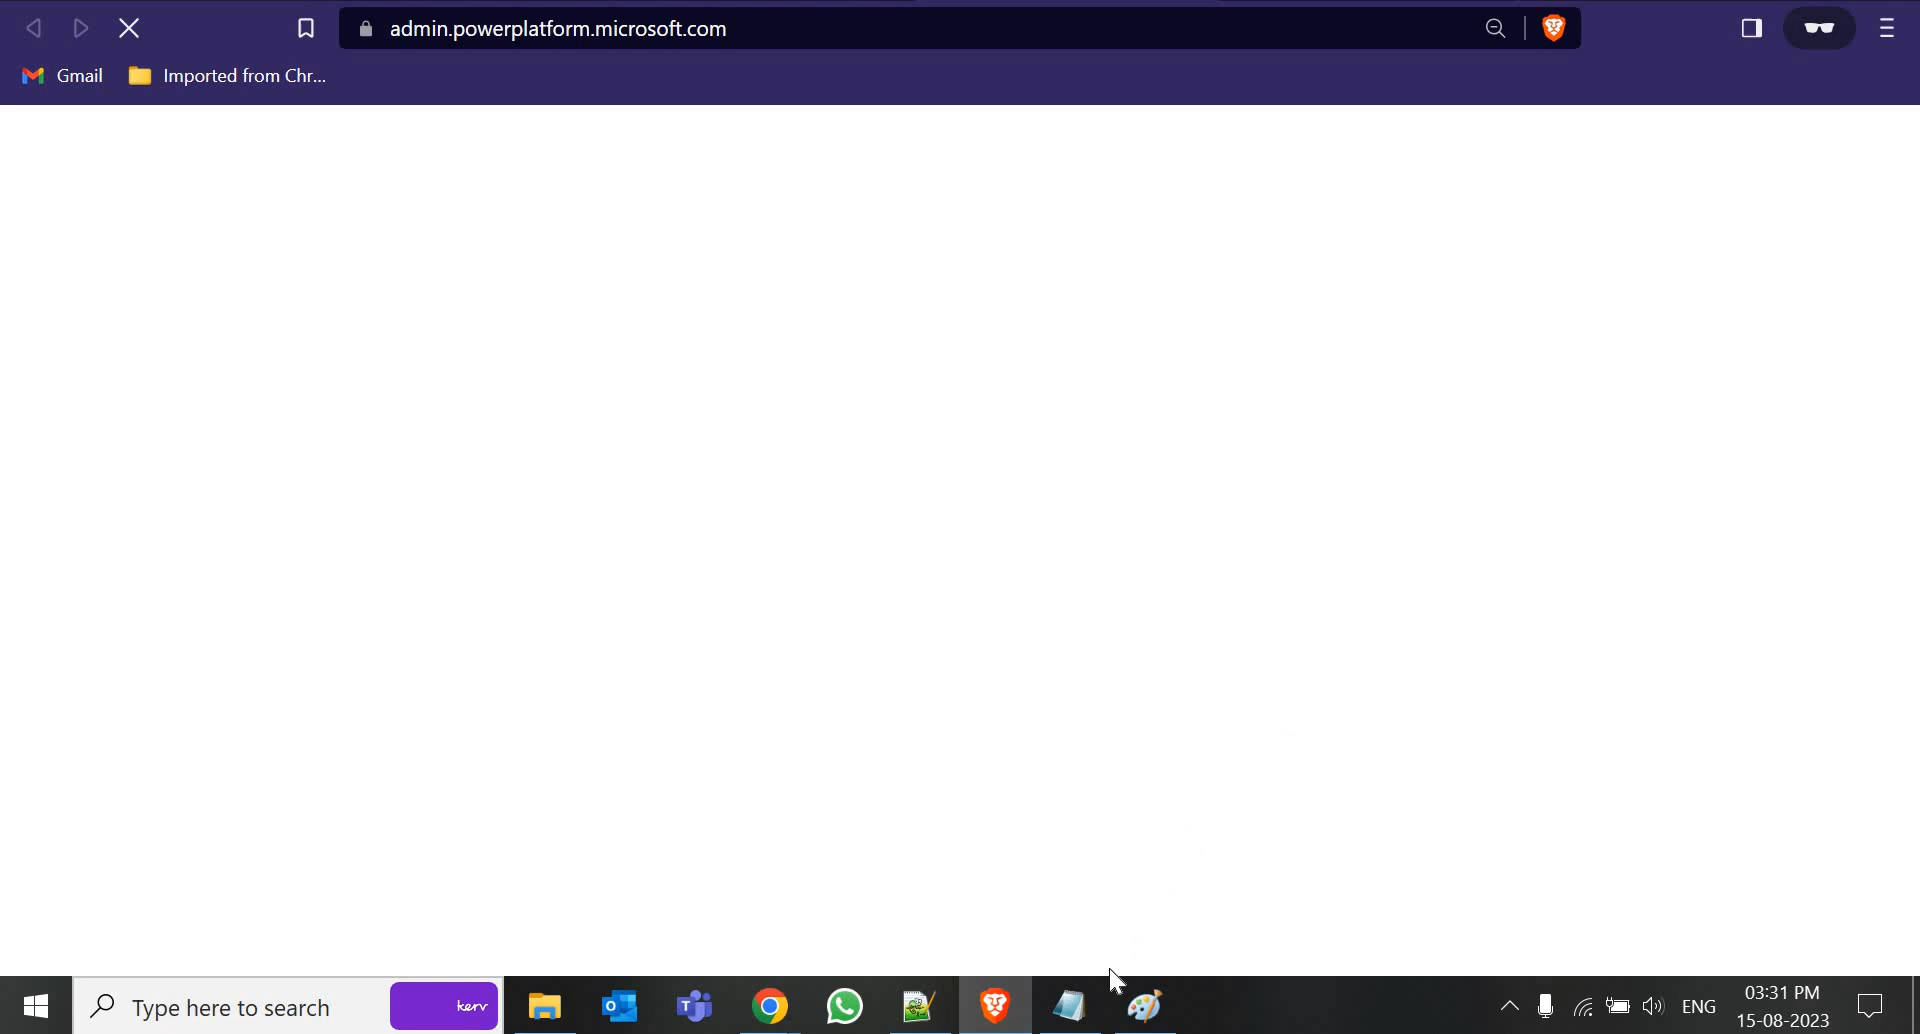 admin.powerplatform.microsoft.com
Gmail
Imported from Chr...
Type here to search
kerv
ENG
03:31 PM
15-08-2023